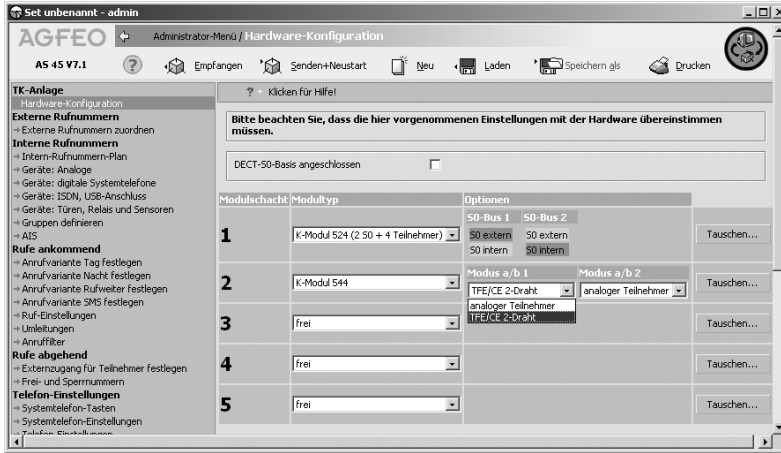 Set unbenannt - admin
AGFEO
Administrator-Menü / Hardware-Konfiguration
AS 45 V7.1
?
Empfangen
Senden+Neustart
Neu
Laden
Speichern als
Drucken
TK-Anlage
Hardware-Konfiguration
Externe Rufnummern
Externe Rufnummern zuordnen
Interne Rufnummern
Intern-Rufnummern-Plan
Geräte: Analoge
Geräte: digitale Systemtelefone
Geräte: ISDN, USB-Anschluss
Geräte: Türen, Relais und Sensoren
Gruppen definieren
AIS
Rufe ankommend
Anrufvariante Tag festlegen
Anrufvariante Nacht festlegen
Anrufvariante Rufweiter festlegen
Anrufvariante SMS festlegen
Ruf-Einstellungen
Umleitungen
Anruffilter
Rufe abgehend
Externzugang für Teilnehmer festlegen
Frei- und Sperrnummern
Telefon-Einstellungen
Systemtelefon-Tasten
Systemtelefon-Einstellungen
Telefon-Einstellungen
? - Klicken für Hilfe!
Bitte beachten Sie, dass die hier vorgenommenen Einstellungen mit der Hardware übereinstimmen
müssen.
DECT-S0-Basis angeschlossen
Modulschacht Modultyp Optionen
S0-Bus 1 S0-Bus 2
1 K-Modul 524 (2 S0 + 4 Teilnehmer) S0 extern S0 extern Tauschen...
S0 intern S0 intern
Modus a/b 1 Modus a/b 2
2 K-Modul 544 TFE/CE 2-Draht analoger Teilnehmer Tauschen...
analoger Teilnehmer
TFE/CE 2-Draht
3 frei Tauschen...
4 frei Tauschen...
5 frei Tauschen...